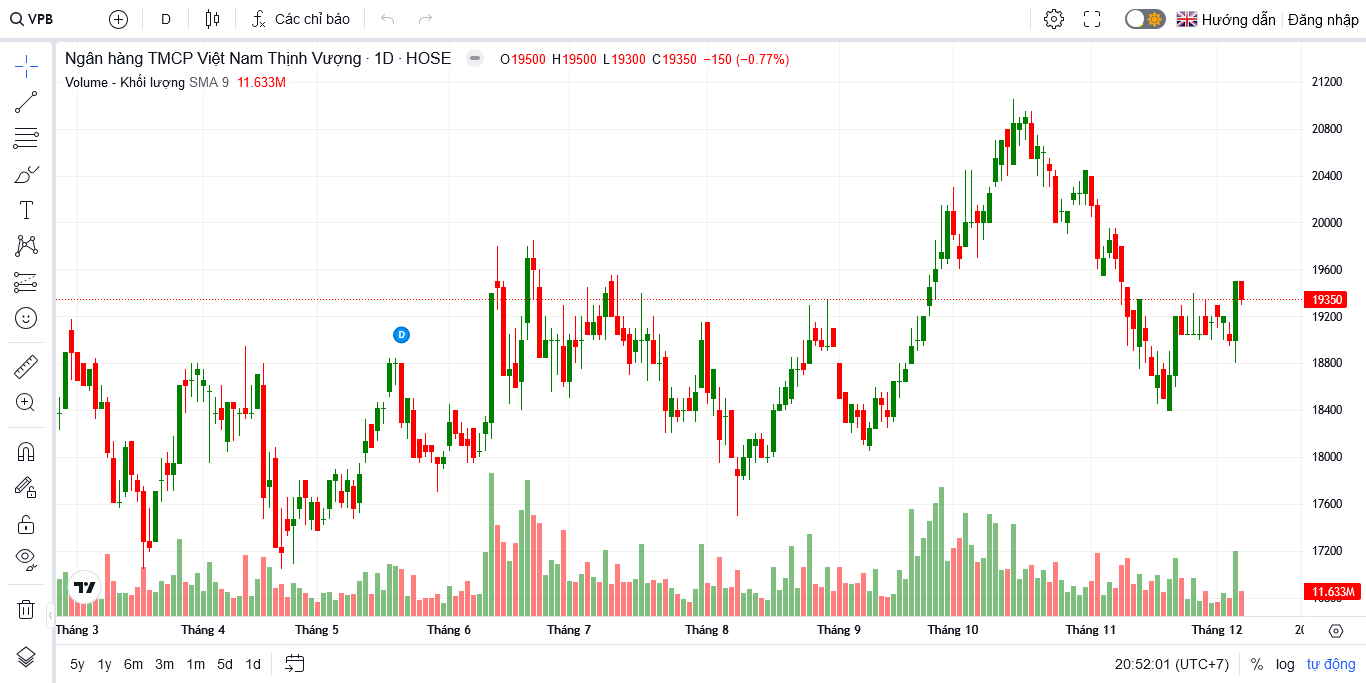 VPB D Các chỉ báo Hướng dẫn Đăng nhập
Ngân hàng TMCP Việt Nam Thịnh Vượng · 1D · HOSE O19500 H19500 L19300 C19350 −150 (−0.77%)
Volume - Khối lượng SMA 9 11.633M
21200
20800
20400
20000
19600
19350
19200
18800
18400
18000
17600
17200
11.633M
D
Tháng 3 Tháng 4 Tháng 5 Tháng 6 Tháng 7 Tháng 8 Tháng 9 Tháng 10 Tháng 11 Tháng 12
5y 1y 6m 3m 1m 5d 1d 20:52:01 (UTC+7) % log tự động